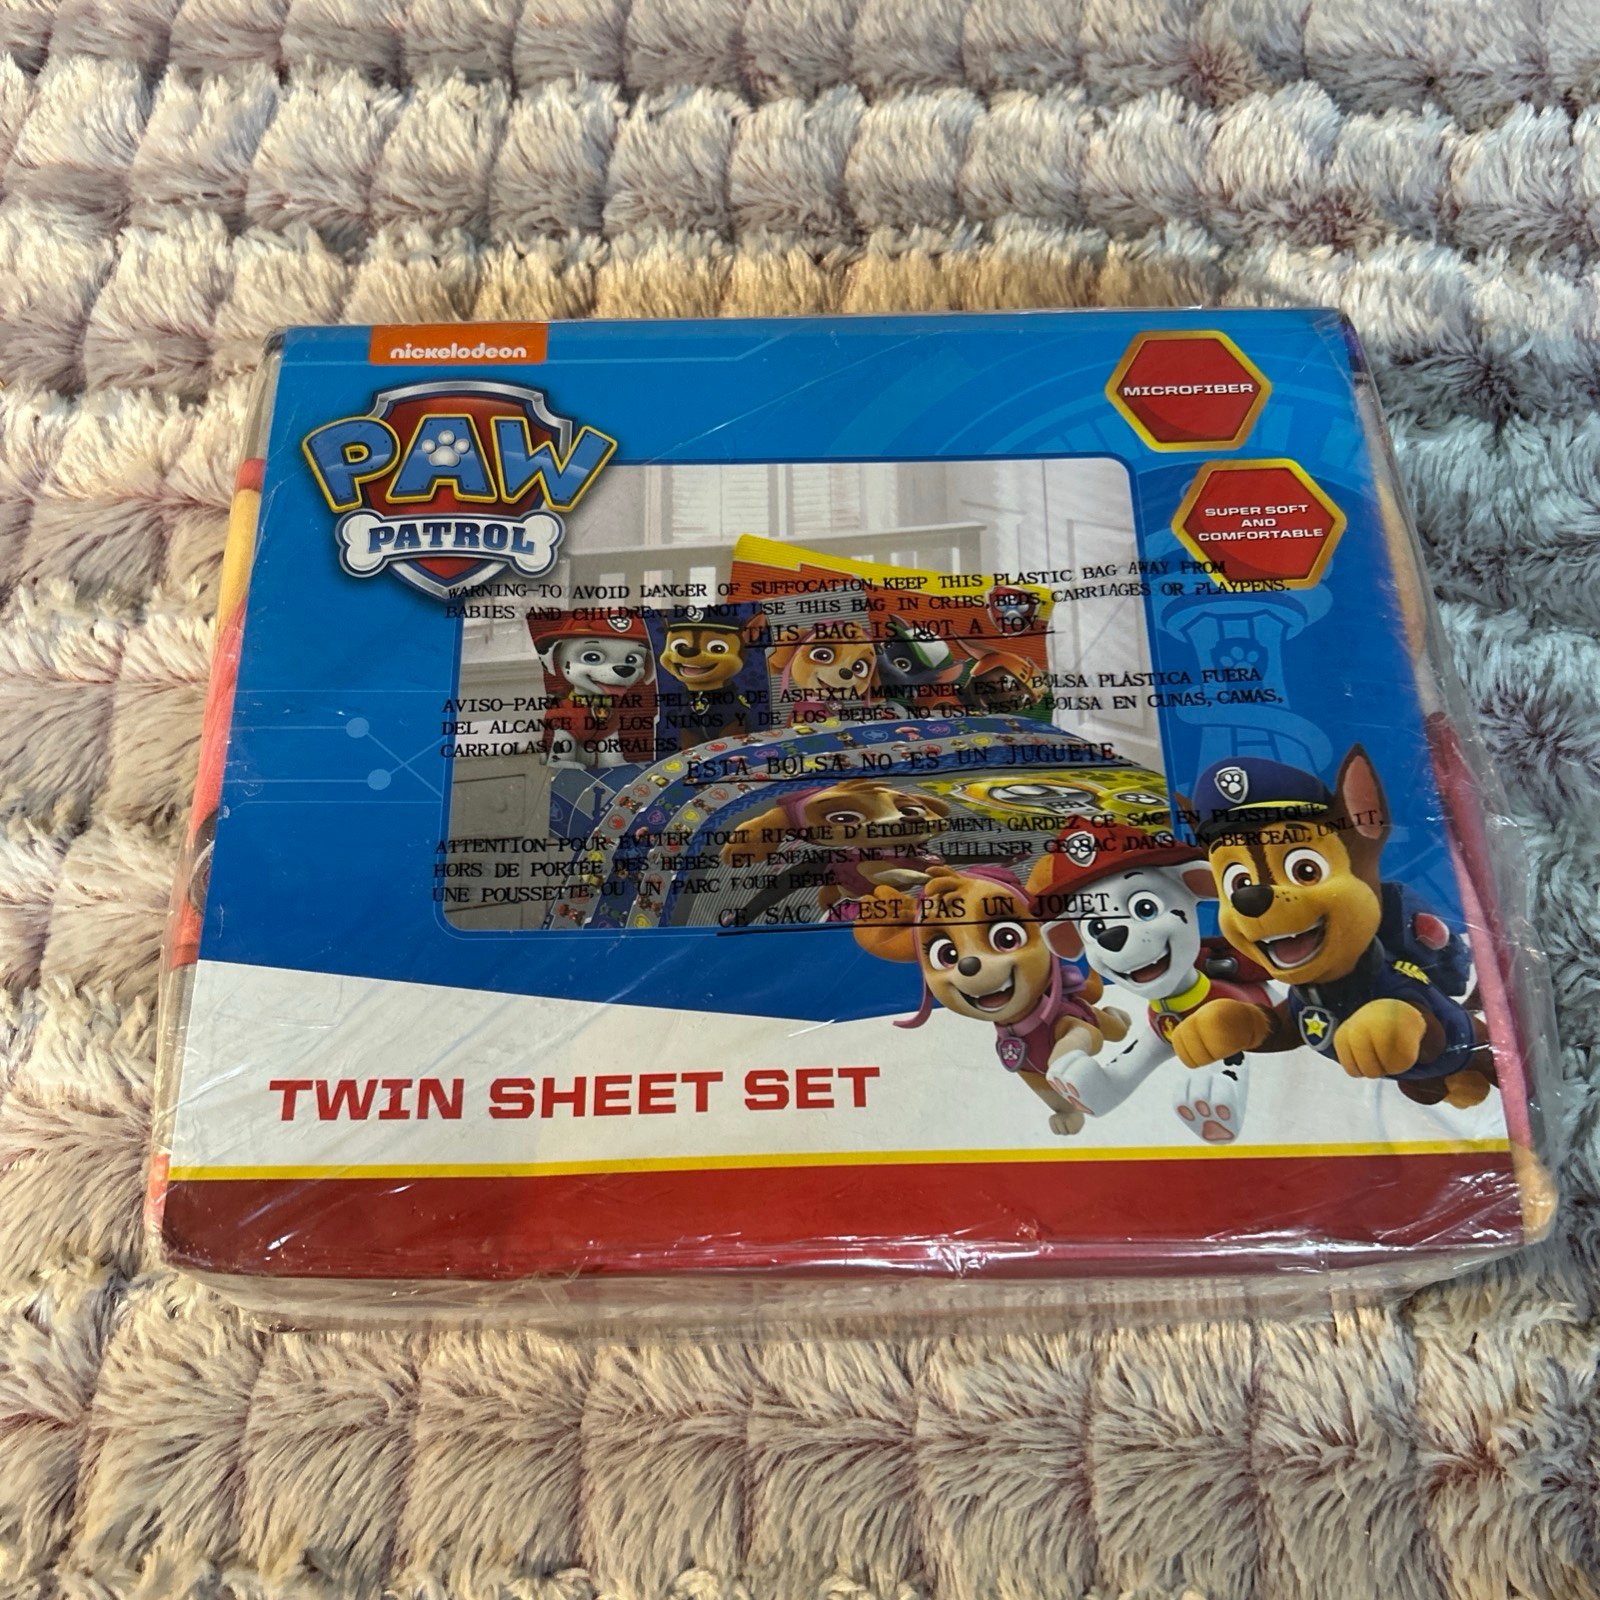 nickelodeon
PAW
PATROL
MICROFIBER
SUPER SOFT
AND
COMFORTABLE
WARNING-TO AVOID DANGER OF SUFFOCATION, KEEP THIS PLASTIC BAG AWAY FROM
BABIES AND CHILDREN. DO NOT USE THIS BAG IN CRIBS, BEDS, CARRIAGES OR PLAYPENS.
THIS BAG IS NOT A TOY.
AVISO-PARA EVITAR PELIGRO DE ASFIXIA, MANTENER ESTA BOLSA PLÁSTICA FUERA
DEL ALCANCE DE LOS NIÑOS Y DE LOS BEBÉS. NO USE ESTA BOLSA EN CUNAS, CAMAS,
CARRIOLAS O CORRALES.
ESTA BOLSA NO ES UN JUGUETE.
ATTENTION-POUR ÉVITER TOUT RISQUE D'ÉTOUFFEMENT, GARDEZ CE SAC EN PLASTIQUE
HORS DE PORTÉE DES BÉBÉS ET ENFANTS. NE PAS UTILISER CE SAC DANS UN BERCEAU, UNLIT,
UNE POUSSETTE, OU UN PARC POUR BÉBÉ.
CE SAC N'EST PAS UN JOUET.
TWIN SHEET SET